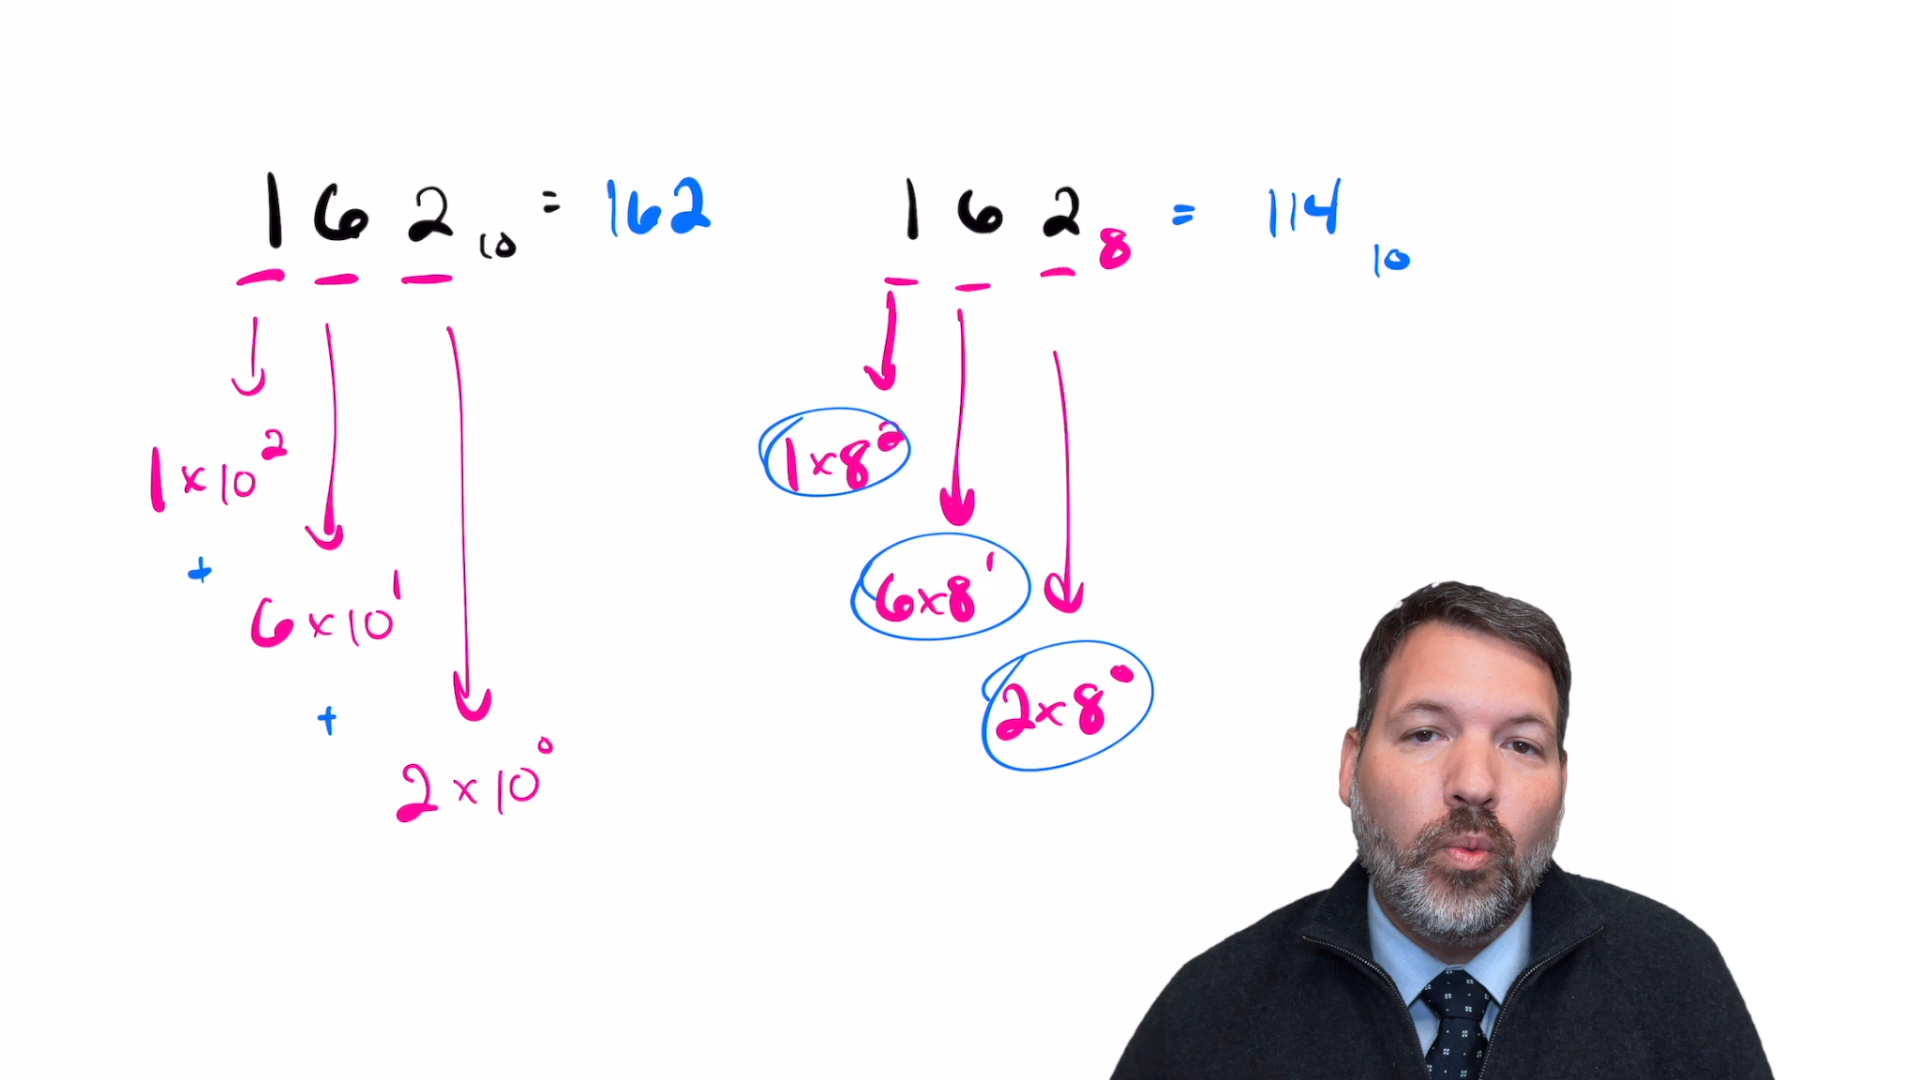 162₁₀ = 162
162₈ = 114₁₀
1 x 10²
+
6 x 10¹
+
2 x 10⁰
1 x 8²
6 x 8¹
2 x 8⁰